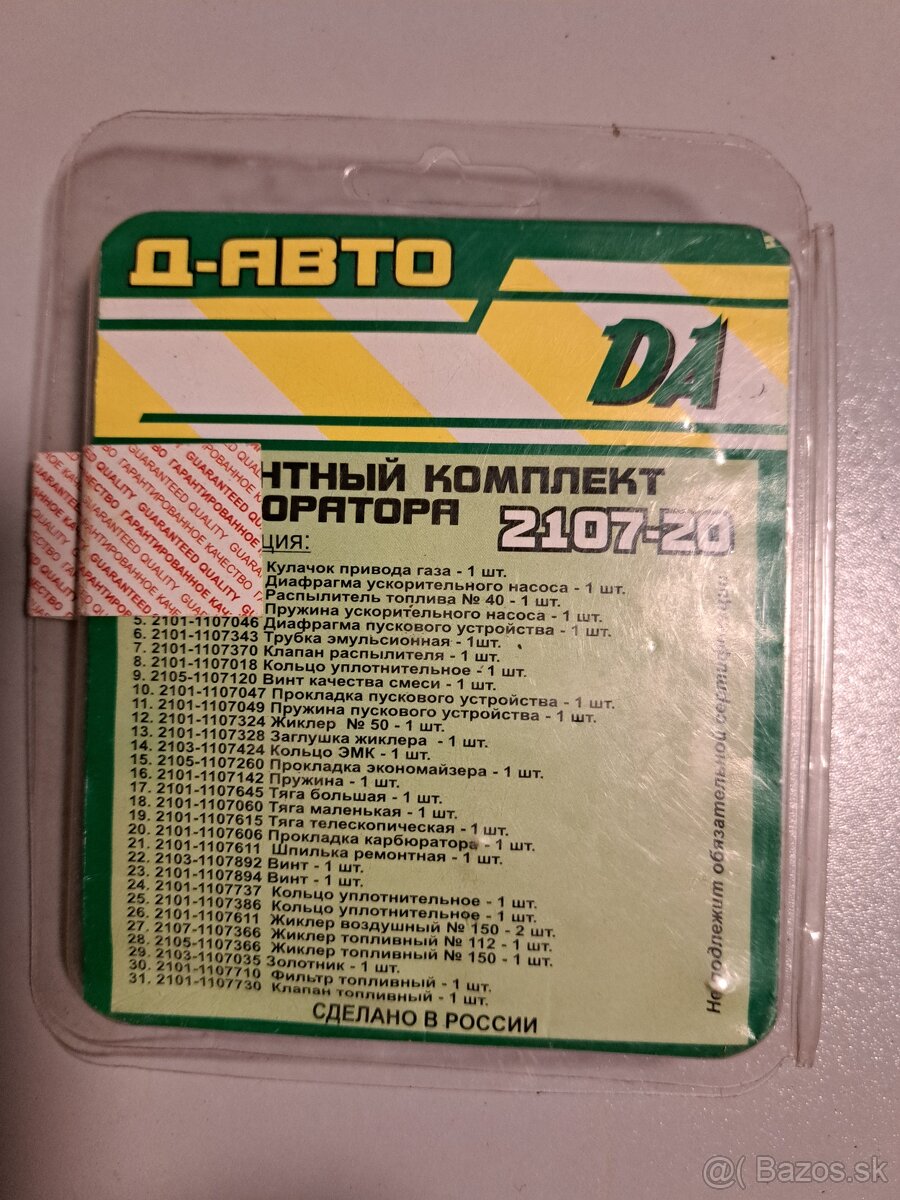 Д-АВТО
DA
НТНЫЙ КОМПЛЕКТ
ОРАТОРА 2107-20
ЦИЯ:
Кулачок привода газа - 1 шт.
Диафрагма ускорительного насоса - 1 шт.
Распылитель топлива № 40 - 1 шт.
Пружина ускорительного насоса - 1 шт.
5. 2101-1107046 Диафрагма пускового устройства - 1 шт.
6. 2101-1107343 Трубка эмульсионная - 1шт.
7. 2101-1107370 Клапан распылителя - 1 шт.
8. 2101-1107018 Кольцо уплотнительное - 1 шт.
9. 2105-1107120 Винт качества смеси - 1 шт.
10. 2101-1107047 Прокладка пускового устройства - 1 шт.
11. 2101-1107049 Пружина пускового устройства - 1 шт.
12. 2101-1107324 Жиклер № 50 - 1 шт.
13. 2101-1107328 Заглушка жиклера - 1 шт.
14. 2103-1107424 Кольцо ЭМК - 1 шт.
15. 2105-1107260 Прокладка экономайзера - 1 шт.
16. 2101-1107142 Пружина - 1 шт.
17. 2101-1107645 Тяга большая - 1 шт.
18. 2101-1107060 Тяга маленькая - 1 шт.
19. 2101-1107615 Тяга телескопическая - 1 шт.
20. 2101-1107606 Прокладка карбюратора - 1 шт.
21. 2101-1107611 Шпилька ремонтная - 1 шт.
22. 2103-1107892 Винт - 1 шт.
23. 2101-1107894 Винт - 1 шт.
24. 2101-1107737 Кольцо уплотнительное - 1 шт.
25. 2101-1107386 Кольцо уплотнительное - 1 шт.
26. 2101-1107611 Жиклер воздушный № 150 - 2 шт.
27. 2107-1107366 Жиклер топливный № 112 - 1 шт.
28. 2105-1107366 Жиклер топливный № 150 - 1 шт.
29. 2103-1107035 Золотник - 1 шт.
30. 2101-1107710 Фильтр топливный - 1 шт.
31. 2101-1107730 Клапан топливный - 1 шт.
СДЕЛАНО В РОССИИ
Не подлежит обязательной
GUARANTEED QUALITY
ГАРАНТИРОВАННОЕ КАЧЕСТВО
@( Bazos.sk